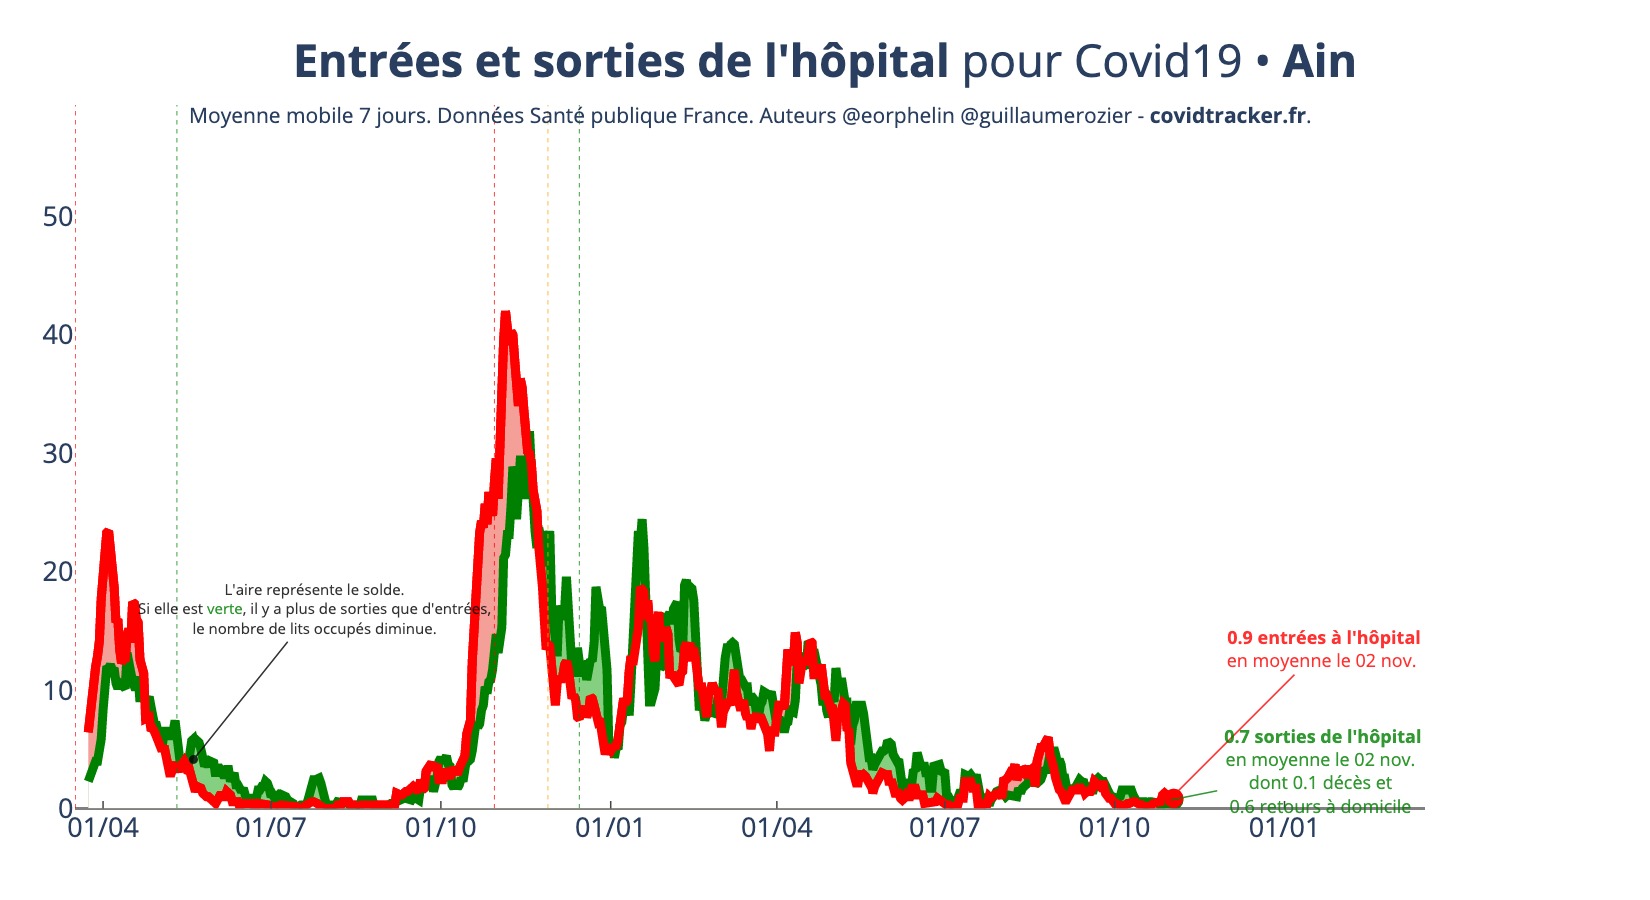 Entrées et sorties de l'hôpital pour Covid19 • Ain
Moyenne mobile 7 jours. Données Santé publique France. Auteurs @eorphelin @guillaumerozier - covidtracker.fr.
50
40
30
20
10
0
L'aire représente le solde.
Si elle est verte, il y a plus de sorties que d'entrées,
le nombre de lits occupés diminue.
0.9 entrées à l'hôpital
en moyenne le 02 nov.
0.7 sorties de l'hôpital
en moyenne le 02 nov.
dont 0.1 décès et
0.6 retours à domicile
01/04 01/07 01/10 01/01 01/04 01/07 01/10 01/01